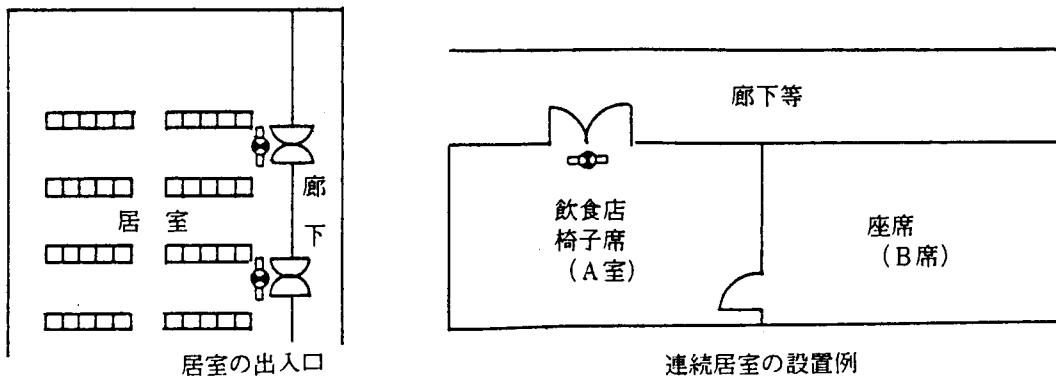 居室
廊
下
居室の出入口
廊下等
飲食店
椅子席
(A室)
座席
(B席)
連続居室の設置例